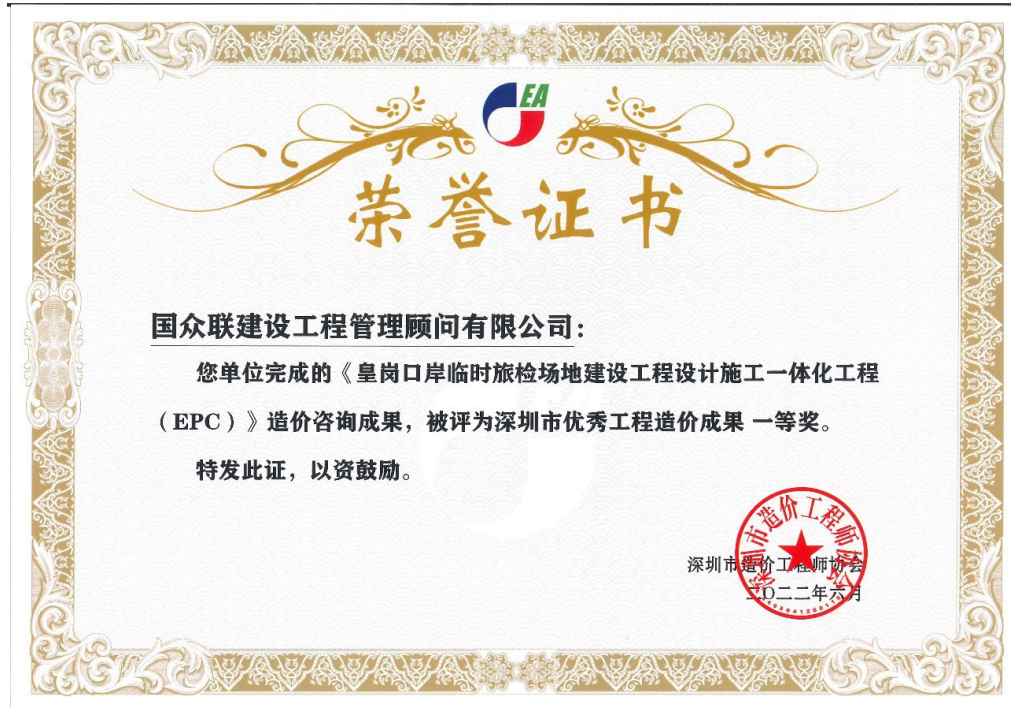 EA
荣誉证书
国众联建设工程管理顾问有限公司：
您单位完成的《皇岗口岸临时旅检场地建设工程设计施工一体化工程
（EPC）》造价咨询成果，被评为深圳市优秀工程造价成果 一等奖。
特发此证，以资鼓励。
深圳市造价工程师协会
二〇二二年六月
深圳市造价工程师协会